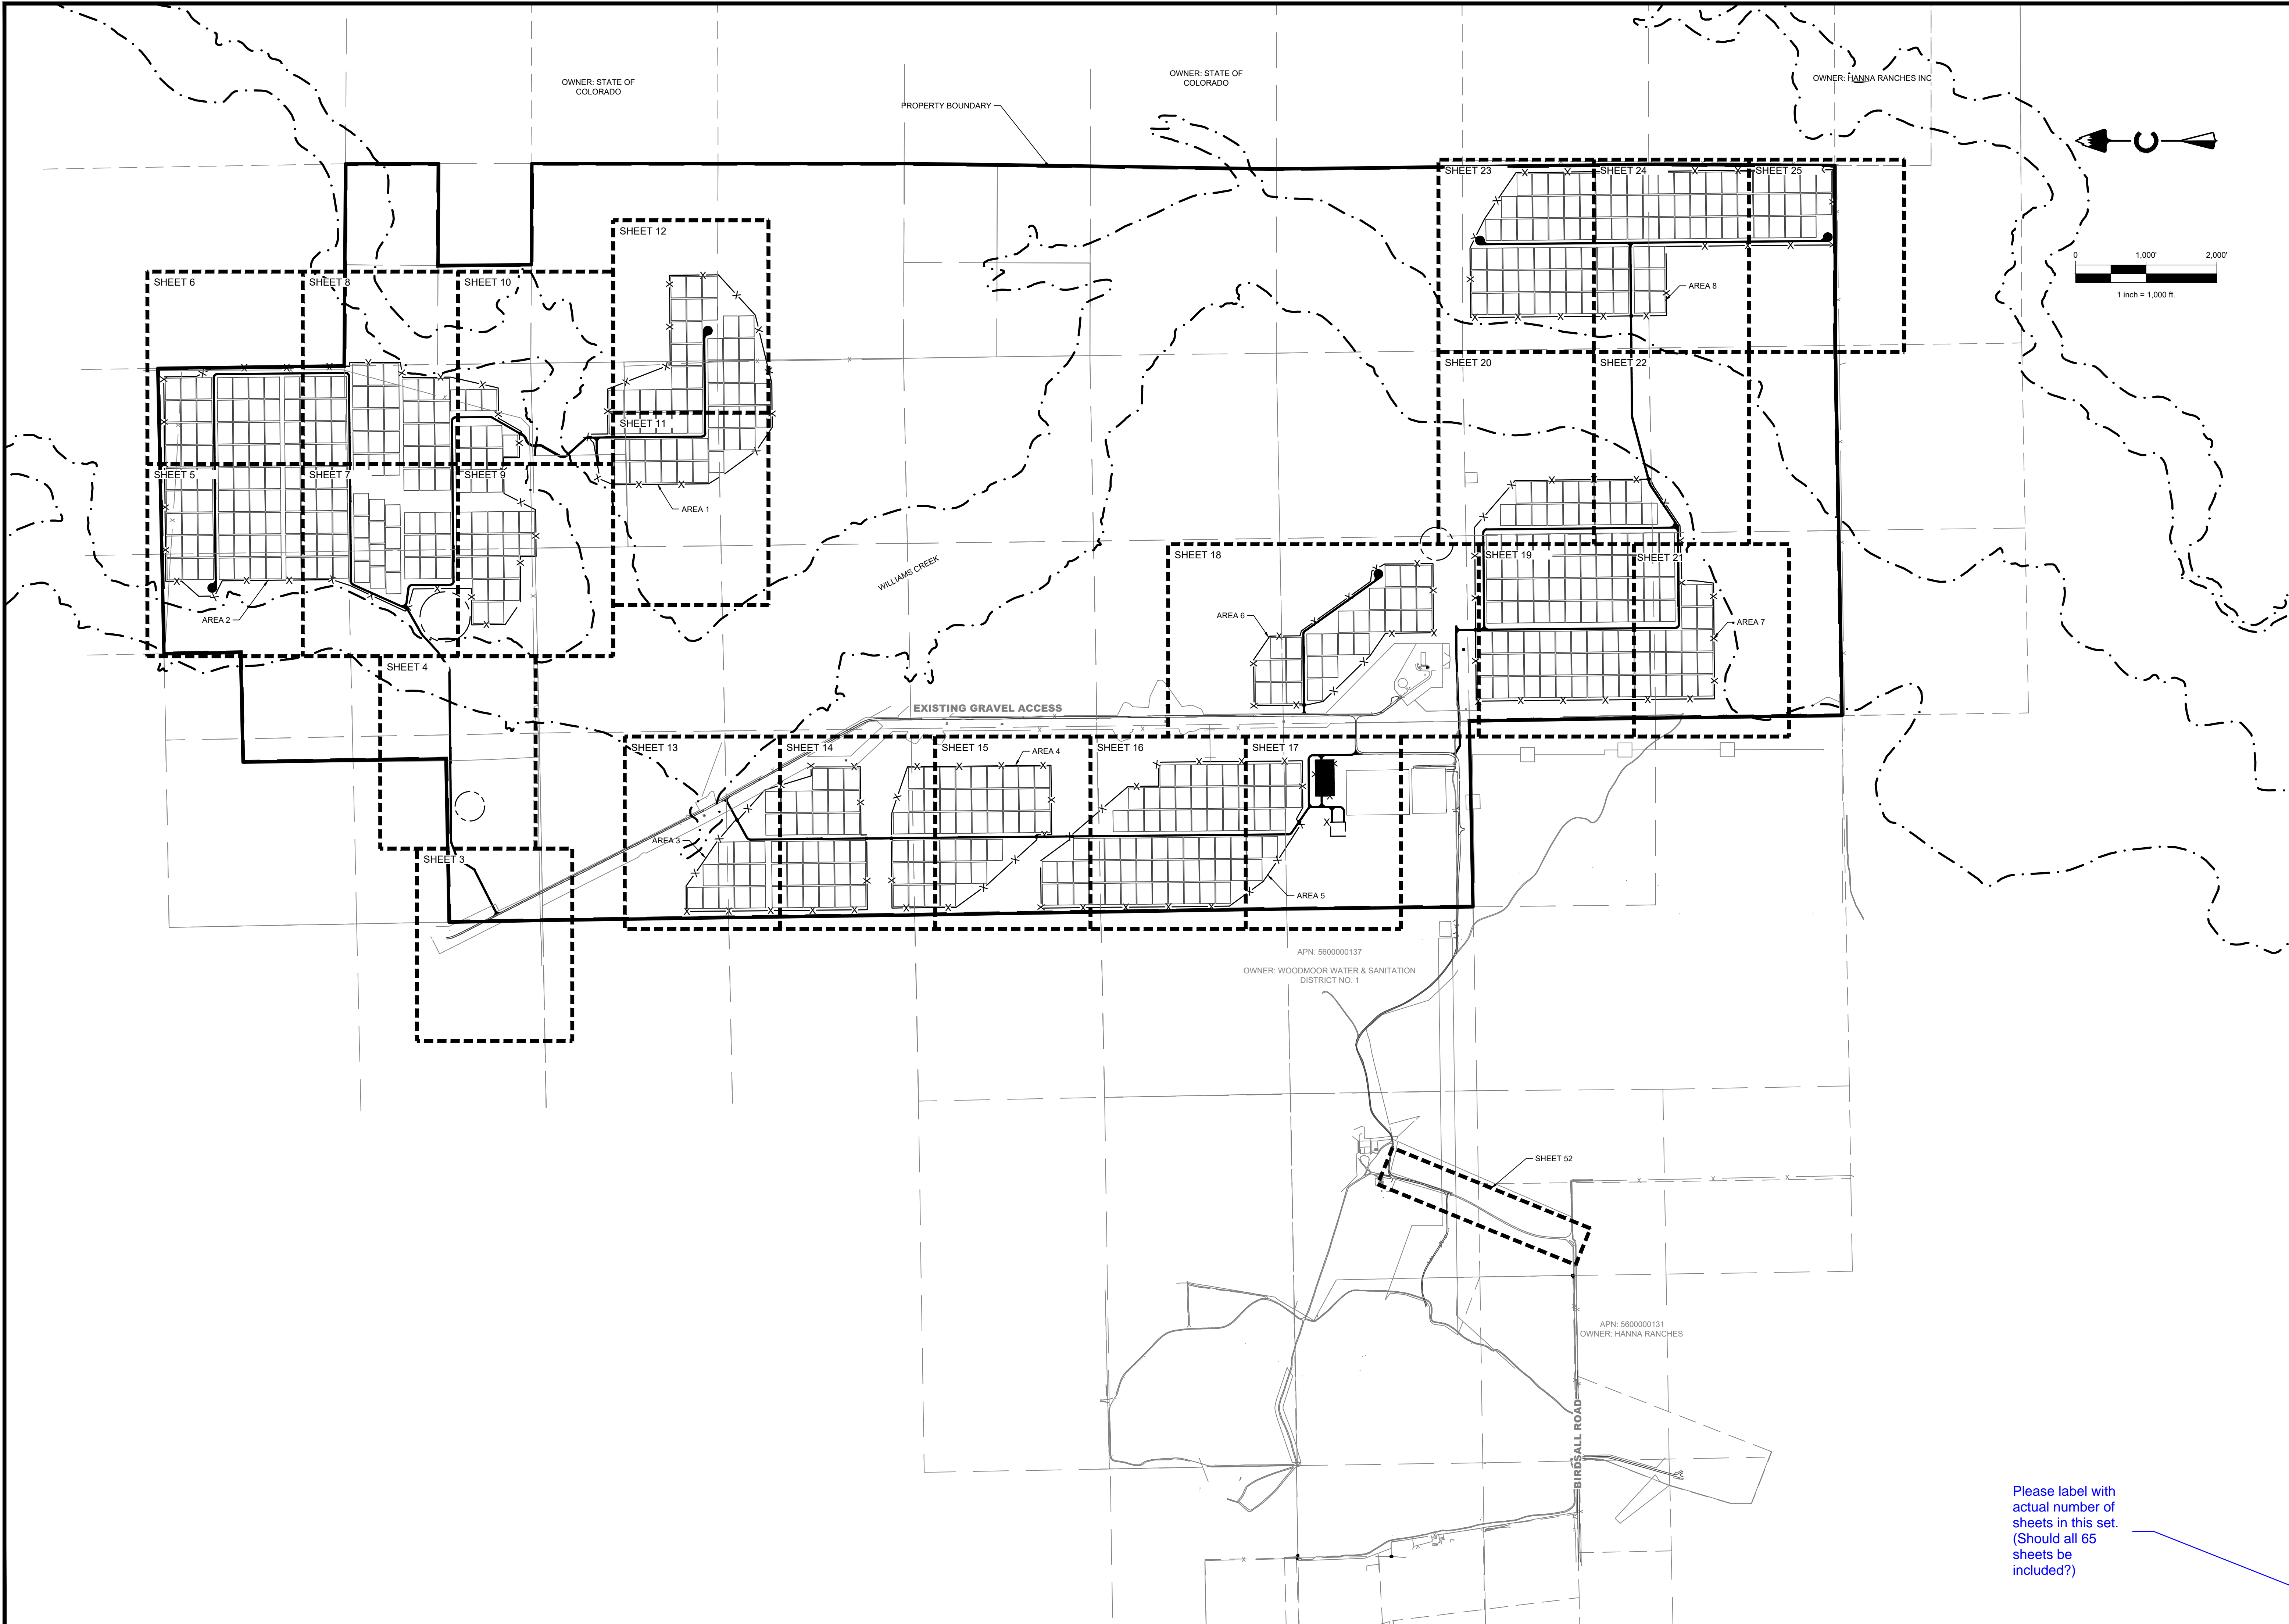 OWNER: STATE OF
COLORADO
OWNER: STATE OF
COLORADO
OWNER: HANNA RANCHES INC
PROPERTY BOUNDARY
SHEET 23
SHEET 24
SHEET 25
SHEET 12
0 1,000' 2,000'
1 inch = 1,000 ft.
SHEET 6
SHEET 8
SHEET 10
AREA 8
SHEET 20
SHEET 22
SHEET 11
SHEET 5
SHEET 7
SHEET 9
AREA 1
SHEET 18
SHEET 19
SHEET 21
WILLIAMS CREEK
AREA 2
AREA 6
AREA 7
SHEET 4
EXISTING GRAVEL ACCESS
SHEET 13
SHEET 14
SHEET 15
AREA 4
SHEET 16
SHEET 17
AREA 3
SHEET 3
AREA 5
APN: 5600000137
OWNER: WOODMOOR WATER & SANITATION
DISTRICT NO. 1
SHEET 52
APN: 5600000131
OWNER: HANNA RANCHES
BIRDSALL ROAD
Please label with
actual number of
sheets in this set.
(Should all 65
sheets be
included?)